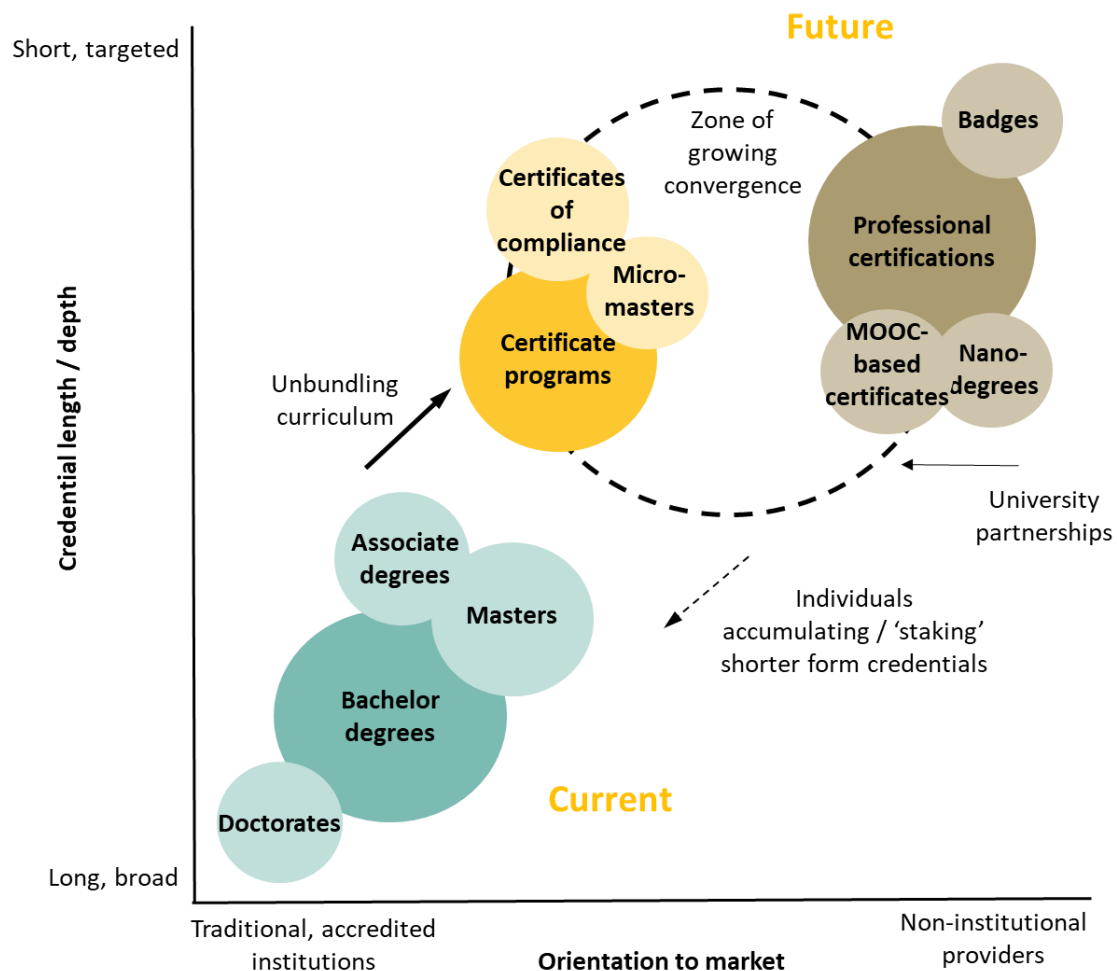 Future
Short, targeted
Badges
Zone of
growing
convergence
Certificates
of
compliance
Professional
certifications
Micro-
masters
Certificate
programs
MOOC-
based
certificates
Nano-
degrees
Unbundling
curriculum
Credential length / depth
University
partnerships
Associate
degrees
Masters
Individuals
accumulating / ‘staking’
shorter form credentials
Bachelor
degrees
Current
Doctorates
Long, broad
Traditional, accredited
institutions
Orientation to market
Non-institutional
providers